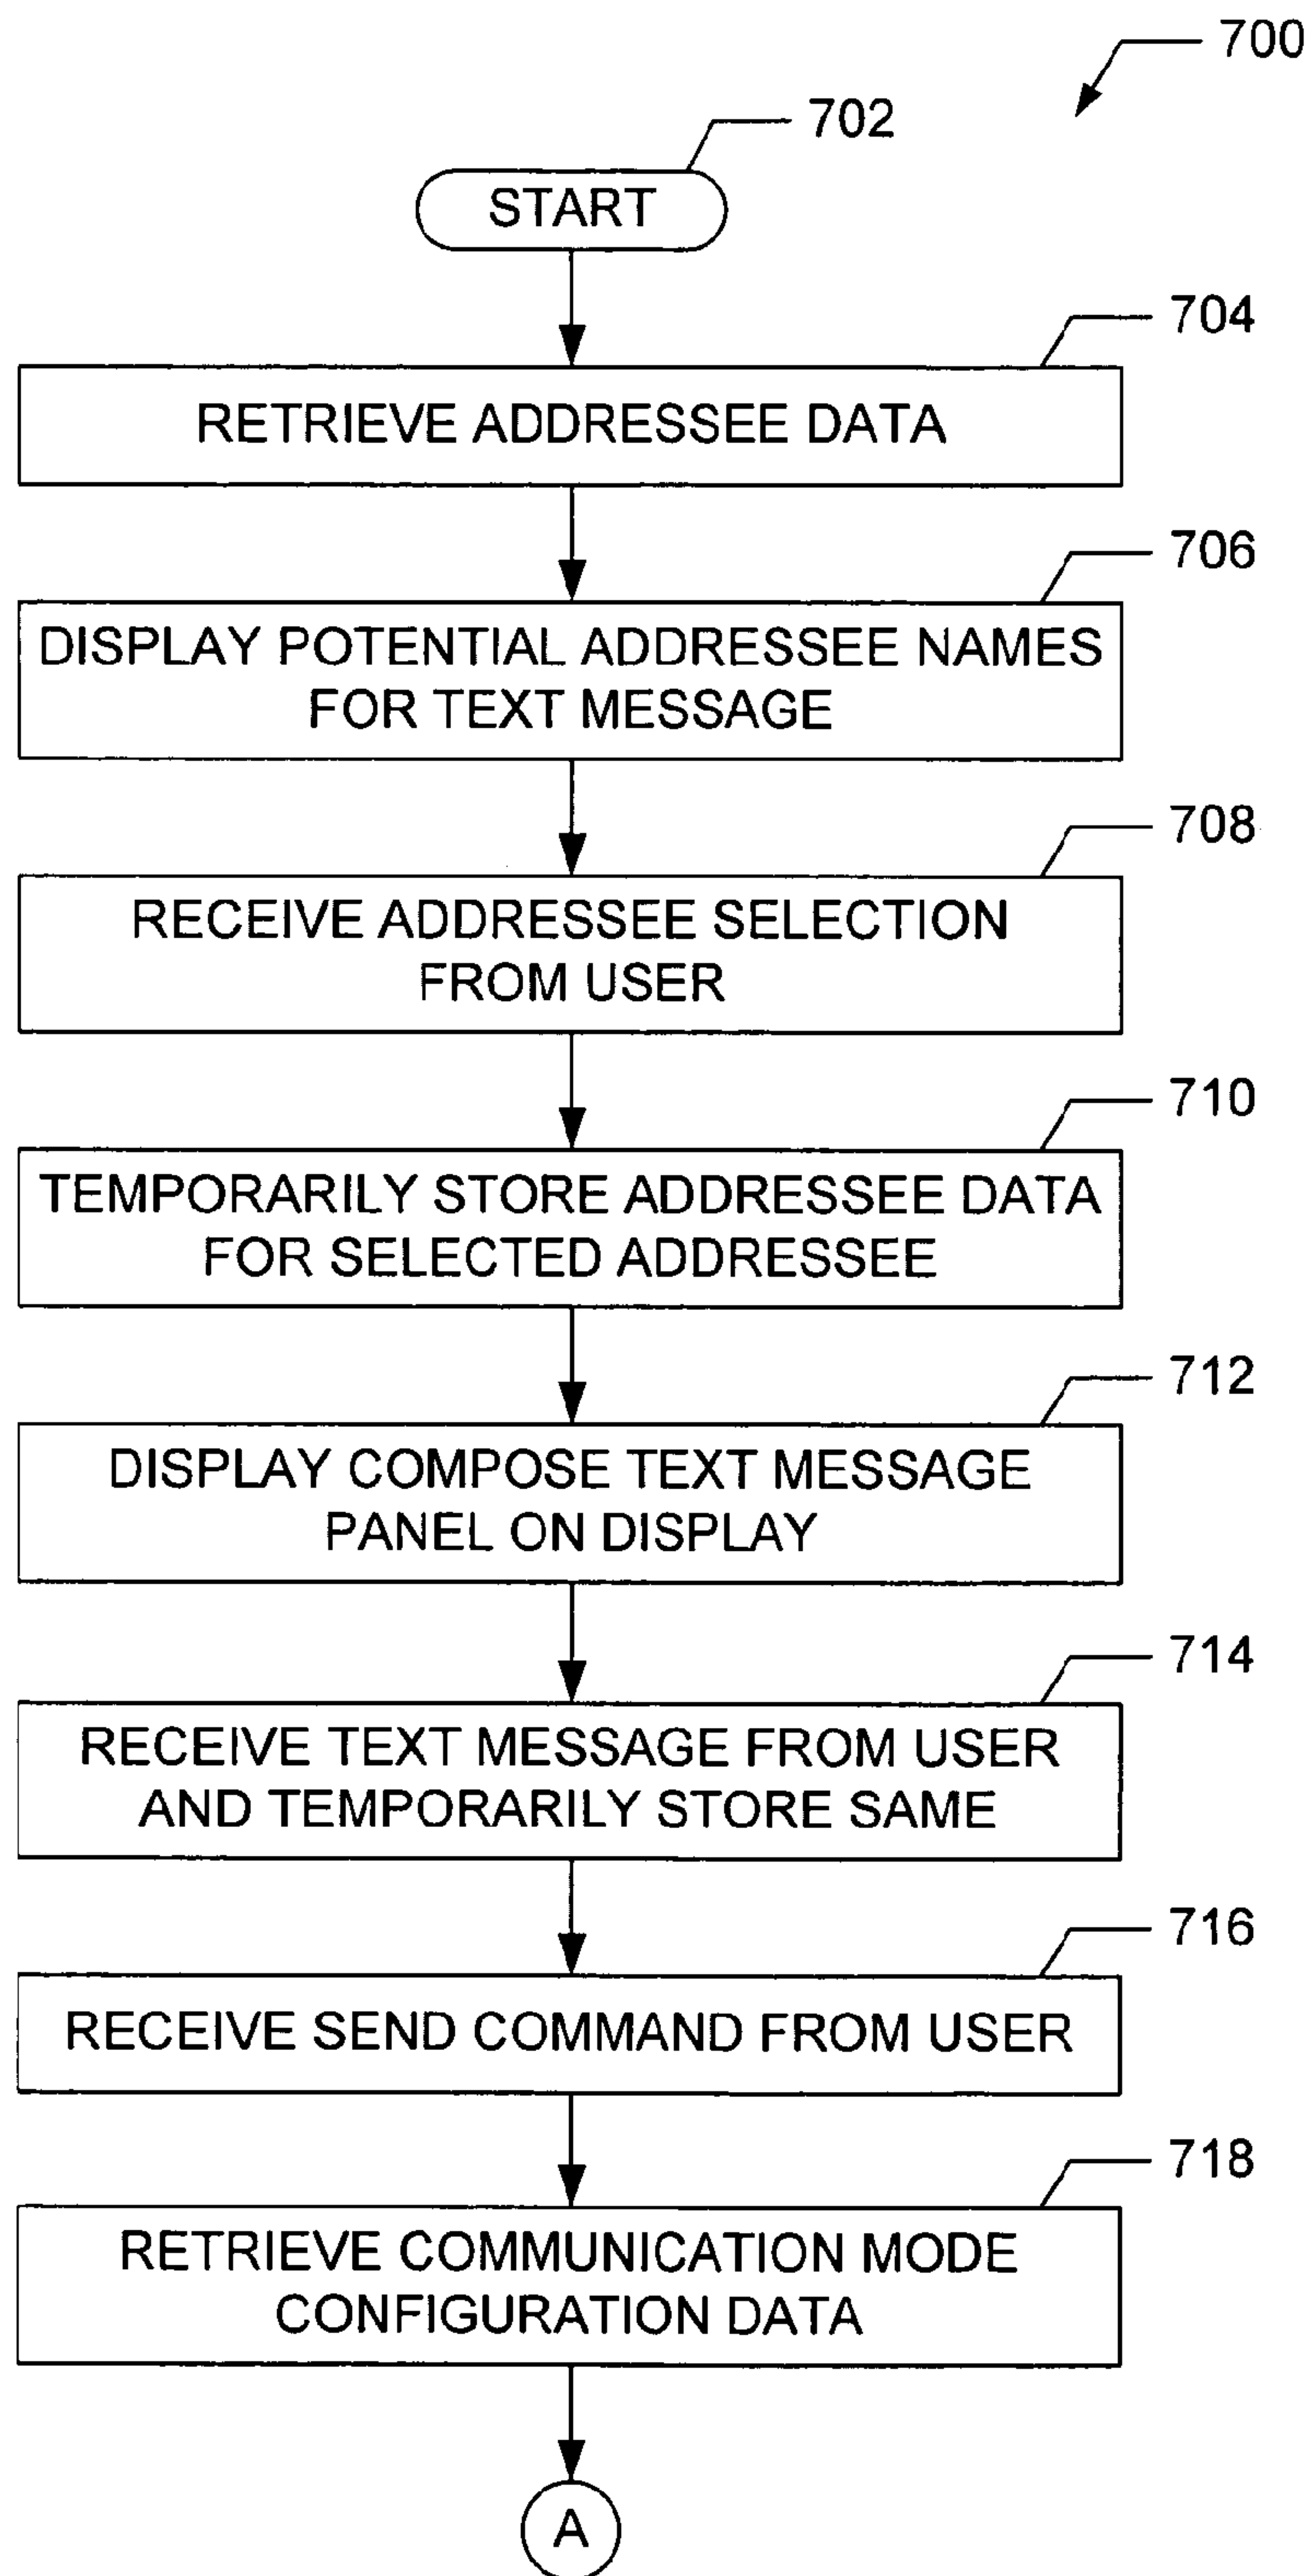 700
702
START
704
RETRIEVE ADDRESSEE DATA
706
DISPLAY POTENTIAL ADDRESSEE NAMES
FOR TEXT MESSAGE
708
RECEIVE ADDRESSEE SELECTION
FROM USER
710
TEMPORARILY STORE ADDRESSEE DATA
FOR SELECTED ADDRESSEE
712
DISPLAY COMPOSE TEXT MESSAGE
PANEL ON DISPLAY
714
RECEIVE TEXT MESSAGE FROM USER
AND TEMPORARILY STORE SAME
716
RECEIVE SEND COMMAND FROM USER
718
RETRIEVE COMMUNICATION MODE
CONFIGURATION DATA
A